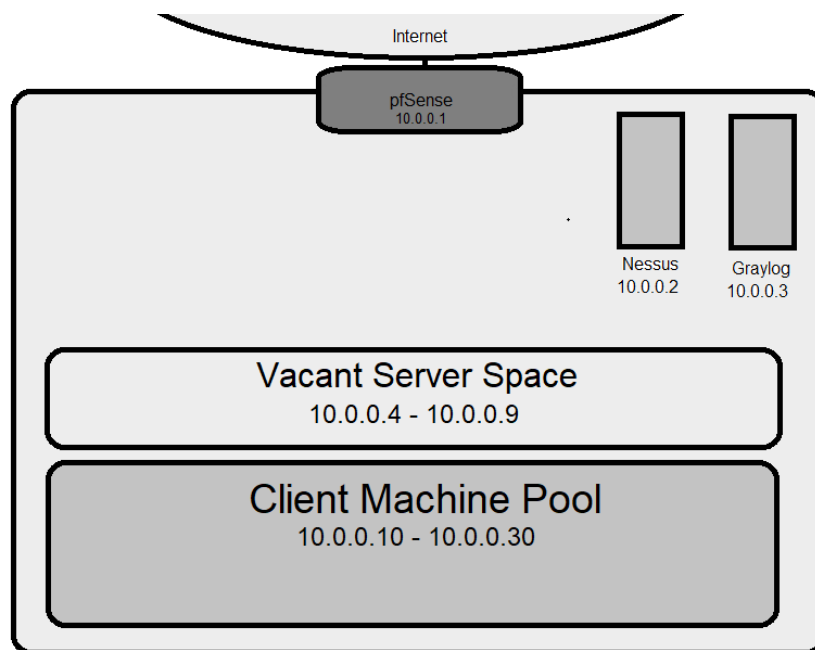 Internet
pfSense
10.0.0.1
Nessus
10.0.0.2
Graylog
10.0.0.3
Vacant Server Space
10.0.0.4 - 10.0.0.9
Client Machine Pool
10.0.0.10 - 10.0.0.30